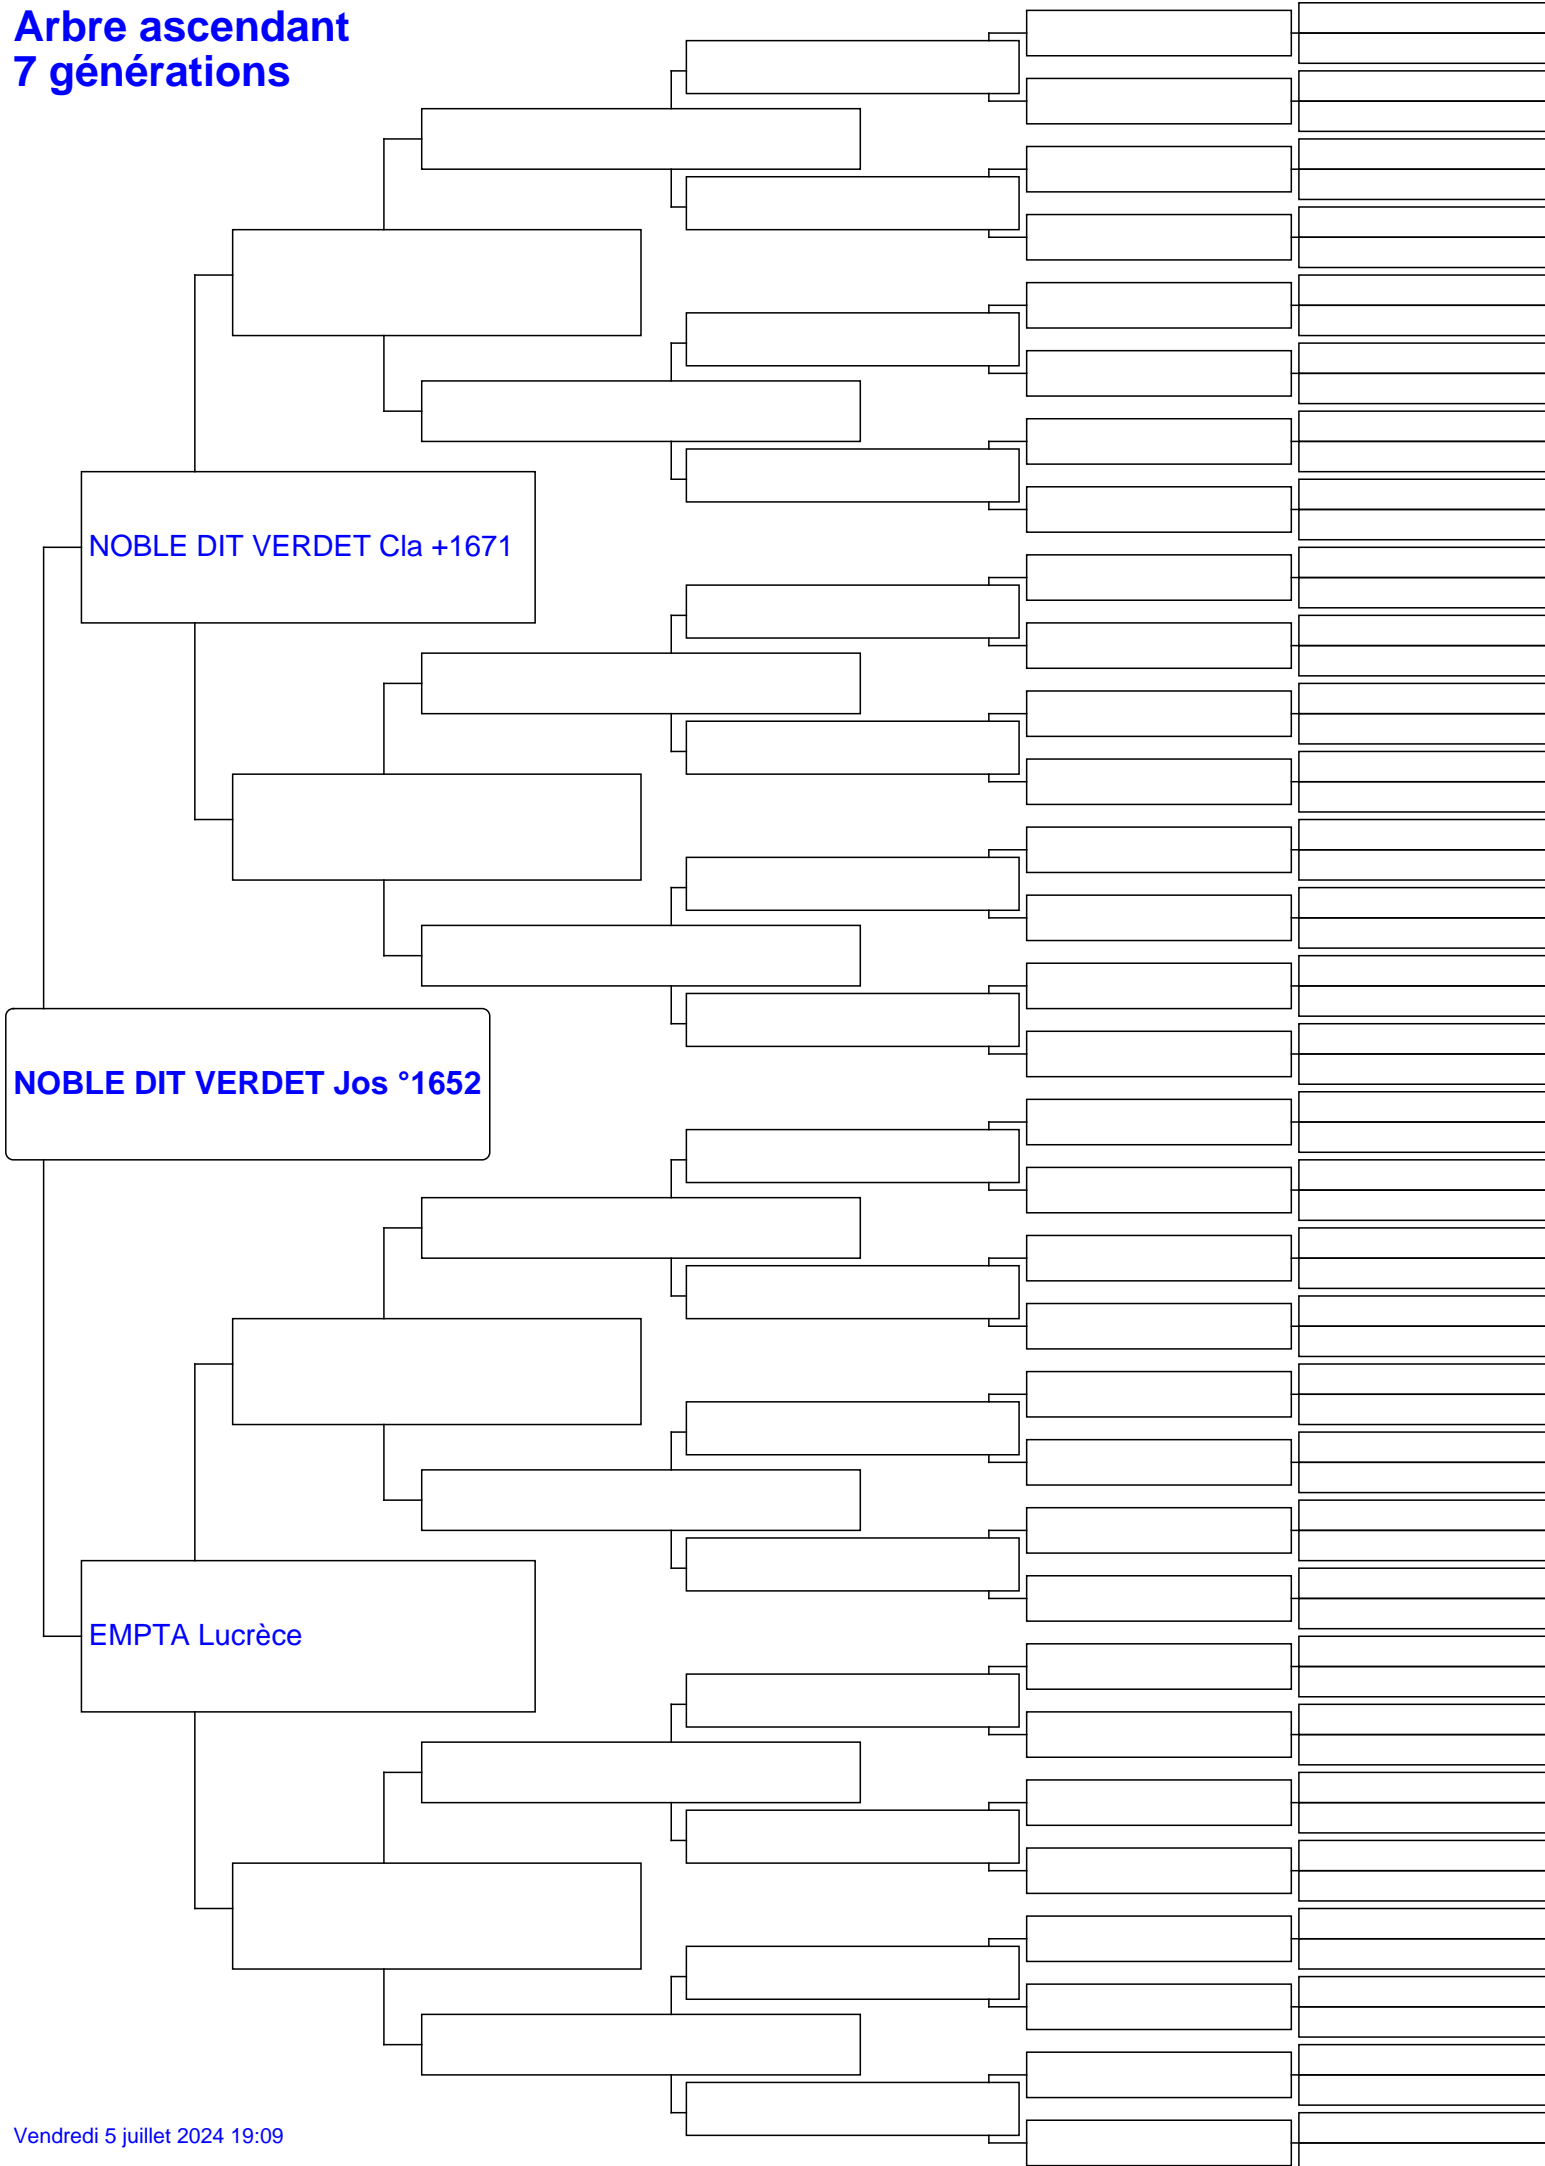 Arbre ascendant
7 générations
NOBLE DIT VERDET Cla +1671
NOBLE DIT VERDET Jos °1652
EMPTA Lucrèce
Vendredi 5 juillet 2024 19:09